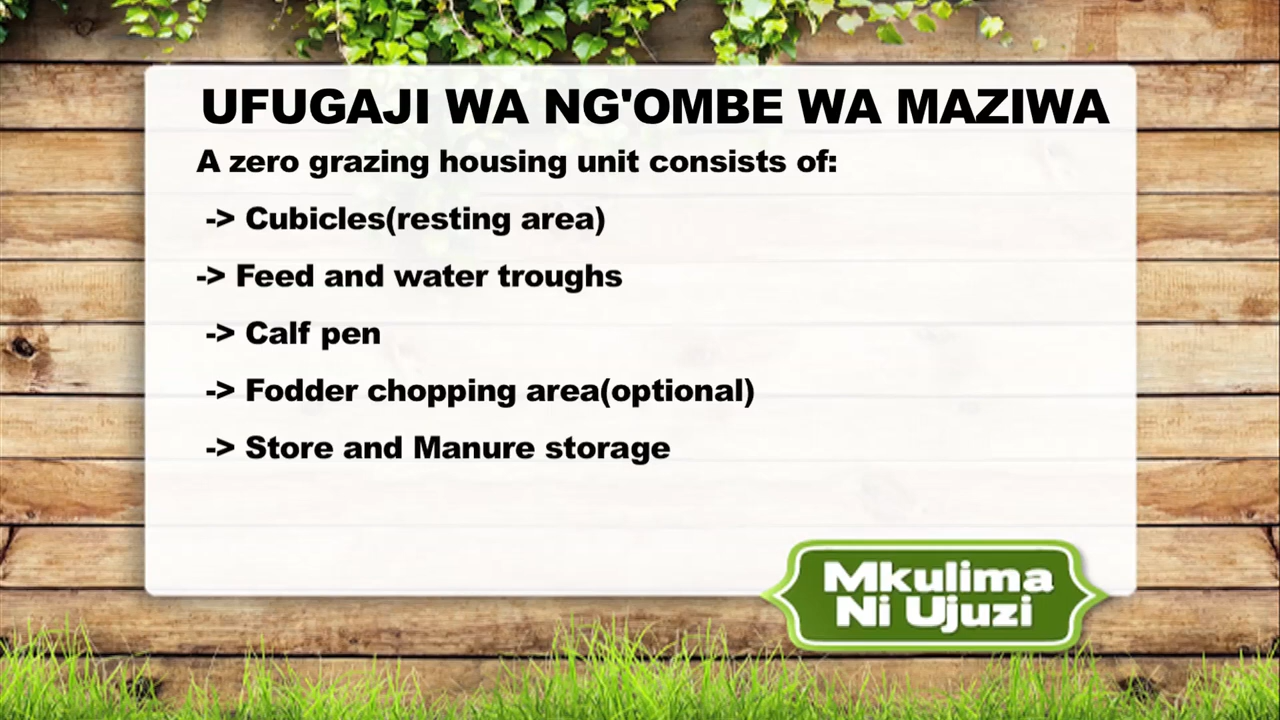 UFUGAJI WA NG'OMBE WA MAZIWA
A zero grazing housing unit consists of:
-> Cubicles(resting area)
-> Feed and water troughs
-> Calf pen
-> Fodder chopping area(optional)
-> Store and Manure storage
Mkulima
Ni Ujuzi